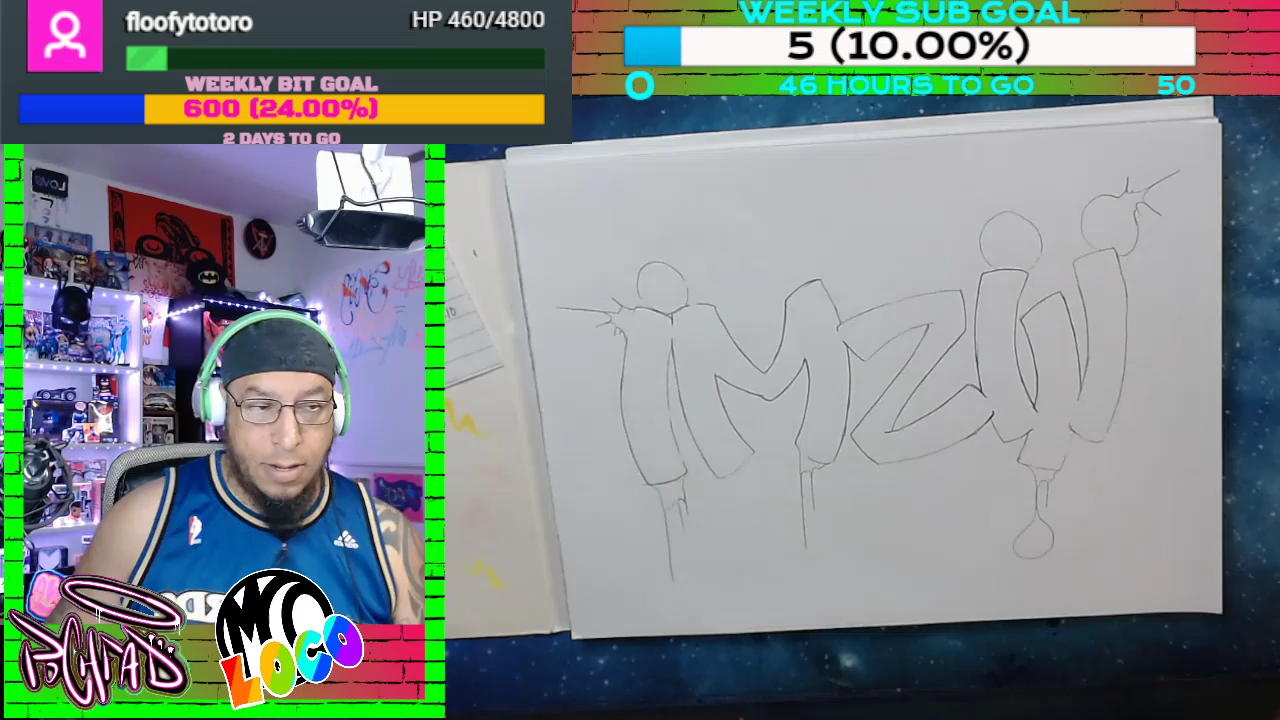 floofytotoro
HP 460/4800
WEEKLY BIT GOAL
600 (24.00%)
2 DAYS TO GO
WEEKLY SUB GOAL
5 (10.00%)
0
46 HOURS TO GO
50
MC
LOCO